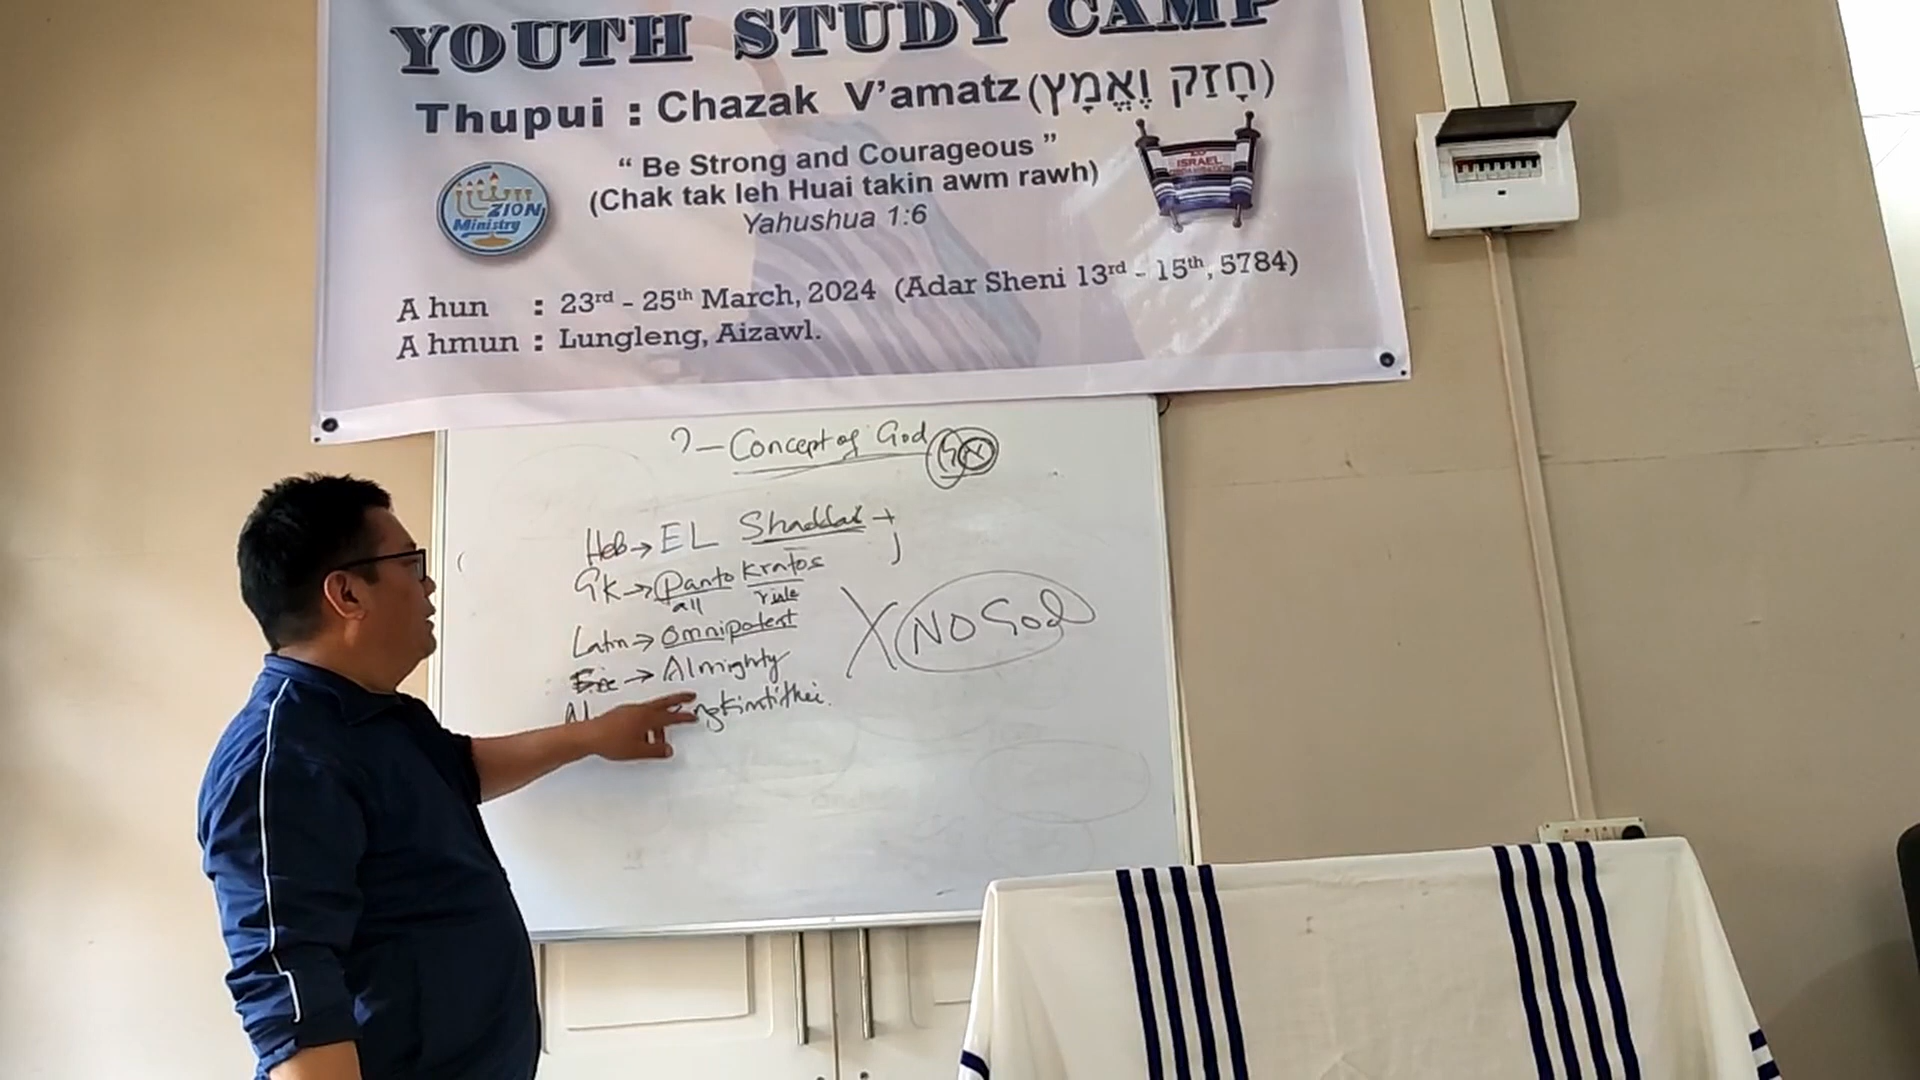 YOUTH STUDY CAMP
Thupui : Chazak V'amatz (חֲזַק וֶאֱמָץ)
“ Be Strong and Courageous ”
(Chak tak leh Huai takin awm rawh)
Yahushua 1:6
ZION
Ministry
ISRAEL
A hun : 23rd - 25th March, 2024 (Adar Sheni 13rd - 15th, 5784)
A hmun : Lungleng, Aizawl.
? — Concept of God
Heb → EL Shaddai +
Gk → Panto Kratos
all rule
Latn → omnipotent
X NO God
→ Almighty